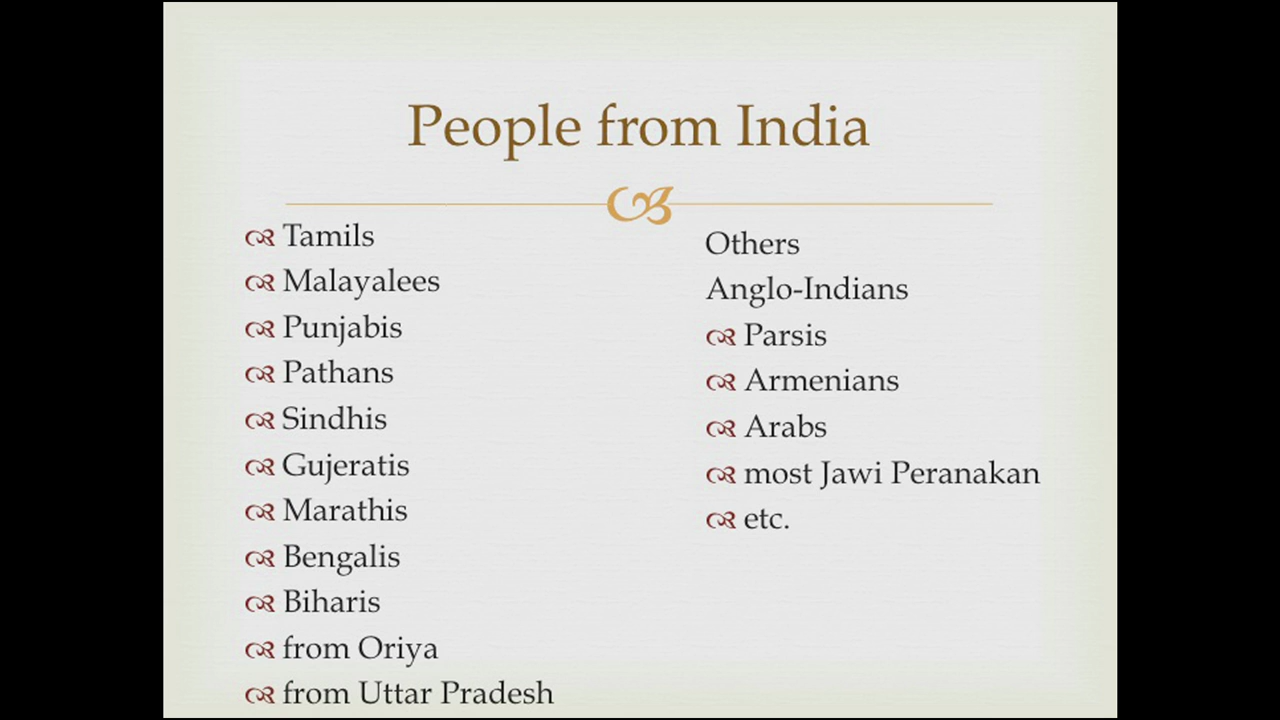 People from India
Tamils
Malayalees
Punjabis
Pathans
Sindhis
Gujeratis
Marathis
Bengalis
Biharis
from Oriya
from Uttar Pradesh
Others
Anglo-Indians
Parsis
Armenians
Arabs
most Jawi Peranakan
etc.